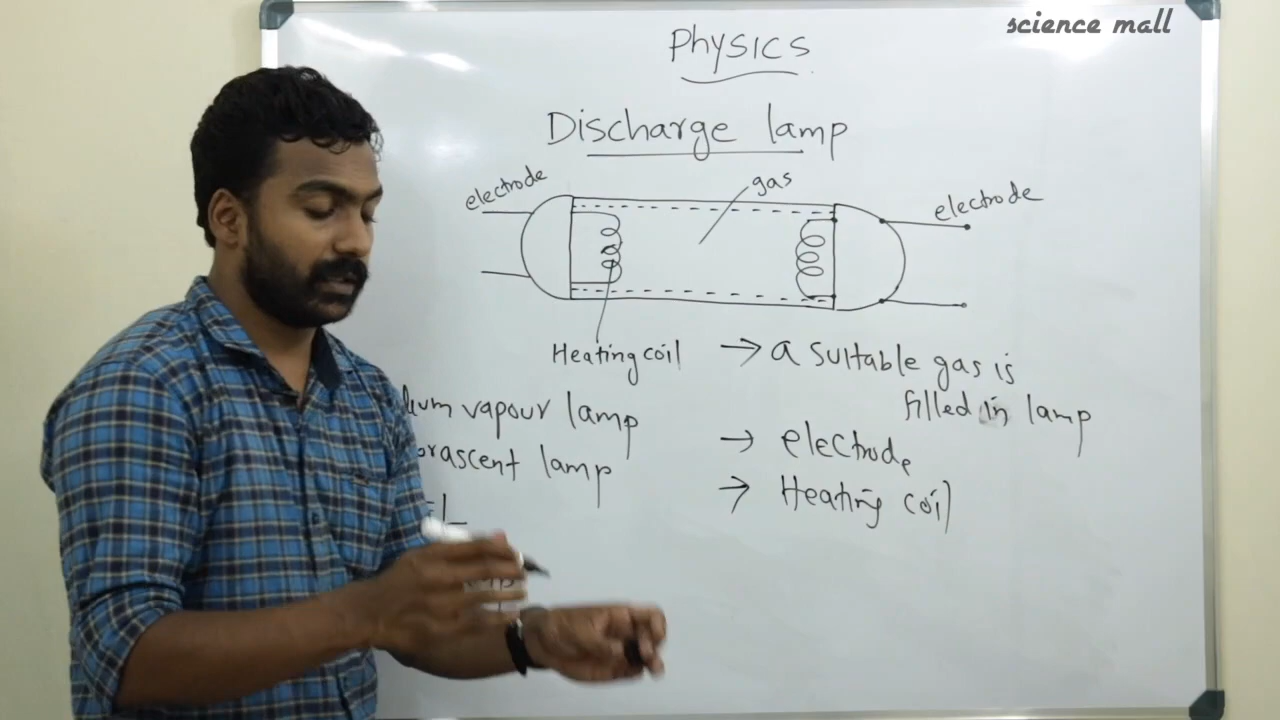 science mall
Physics
Discharge lamp
electrode
gas
electrode
Heating coil
→ a suitable gas is
filled in lamp
vapour lamp
→ electrode
lamp
→ Heating coil